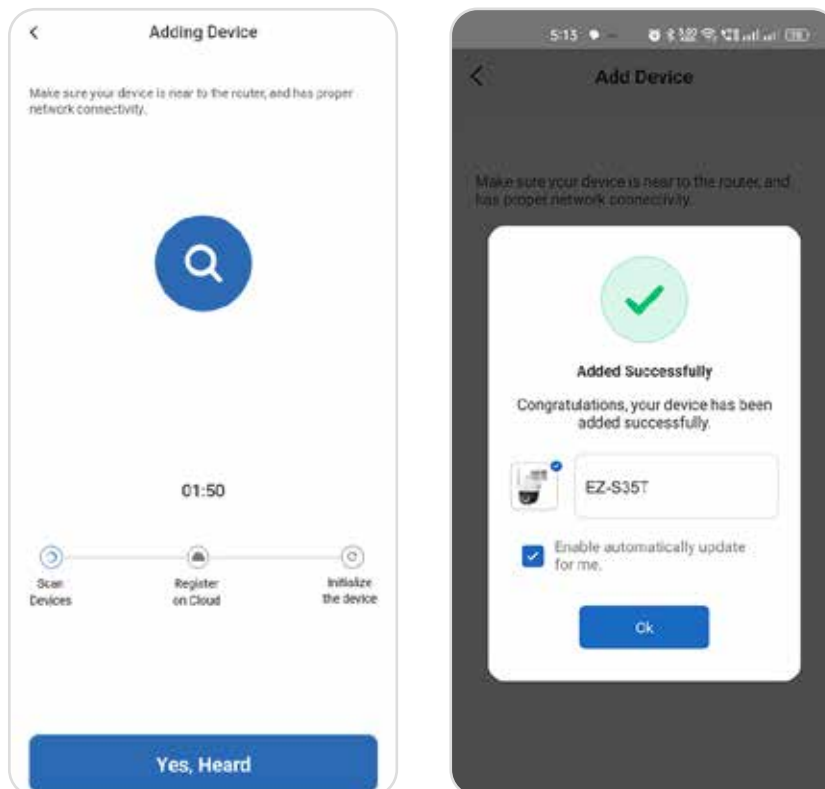 Adding Device
Make sure your device is near to the router, and has proper
network connectivity.
01:50
Scan
Devices
Register
on Cloud
Initialize
the device
Yes, Heard
5:15
Add Device
Make sure your device is near to the router, and
has proper network connectivity.
Added Successfully
Congratulations, your device has been
added successfully.
EZ-S35T
Enable automatically update
for me.
Ok